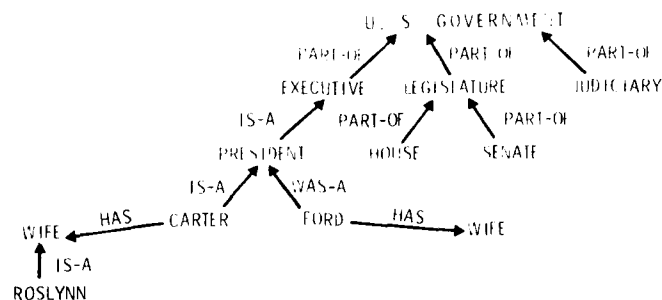 U. S GOVERNMENT
PART-OF PART OF PART-OF
EXECUTIVE LEGISLATURE JUDICIARY
IS-A PART-OF PART-OF
PRESIDENT HOUSE SENATE
IS-A WAS-A
WIFE HAS CARTER FORD HAS WIFE
IS-A
ROSLYNN